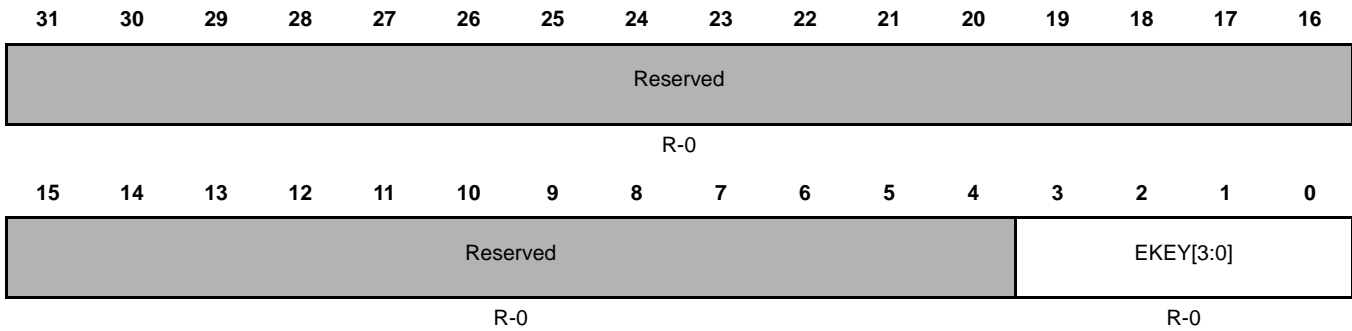 31 30 29 28 27 26 25 24 23 22 21 20 19 18 17 16
Reserved
R-0
15 14 13 12 11 10 9 8 7 6 5 4 3 2 1 0
Reserved EKEY[3:0]
R-0 R-0